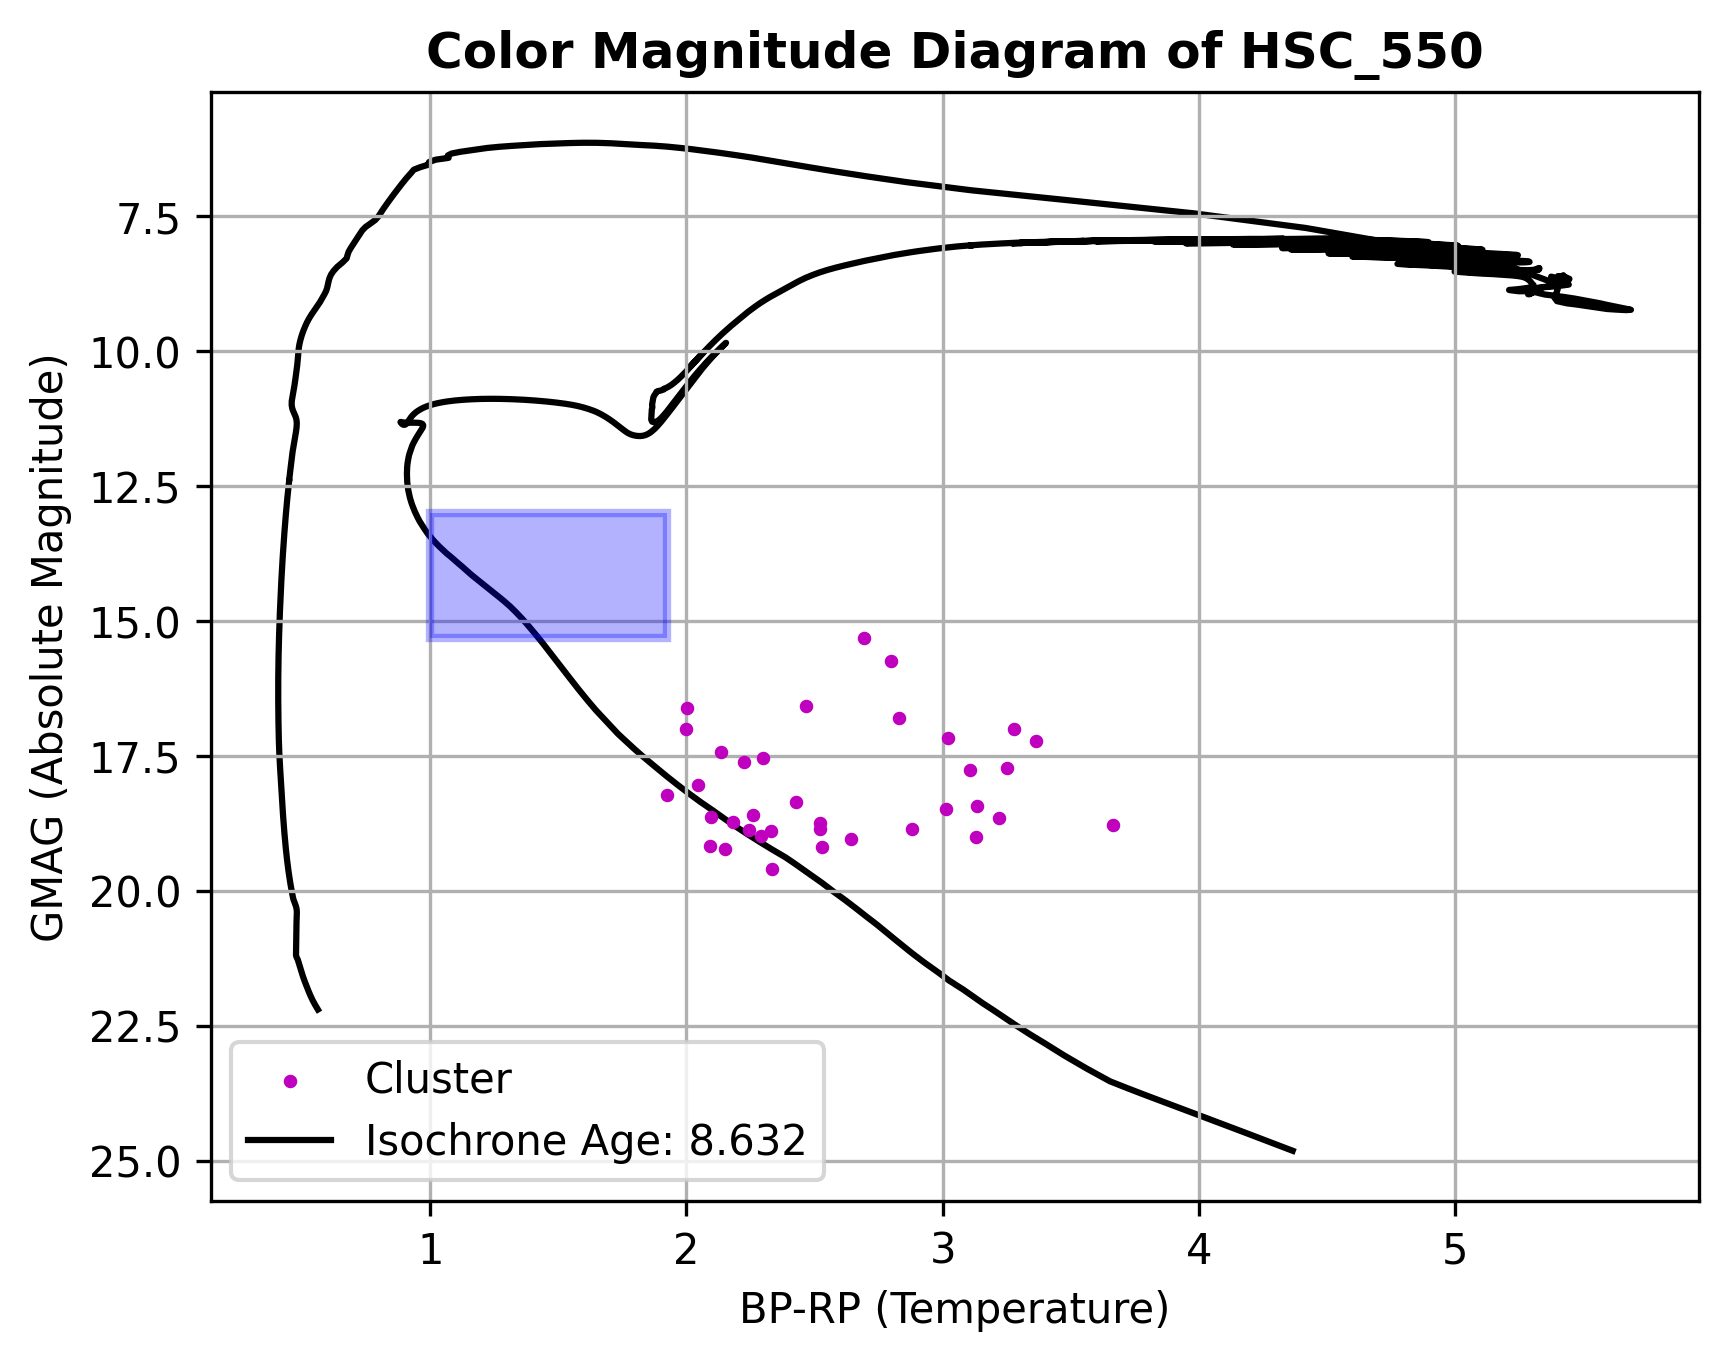 Color Magnitude Diagram of HSC_550
GMAG (Absolute Magnitude)
7.5
10.0
12.5
15.0
17.5
20.0
22.5
25.0
Cluster
Isochrone Age: 8.632
1 2 3 4 5
BP-RP (Temperature)